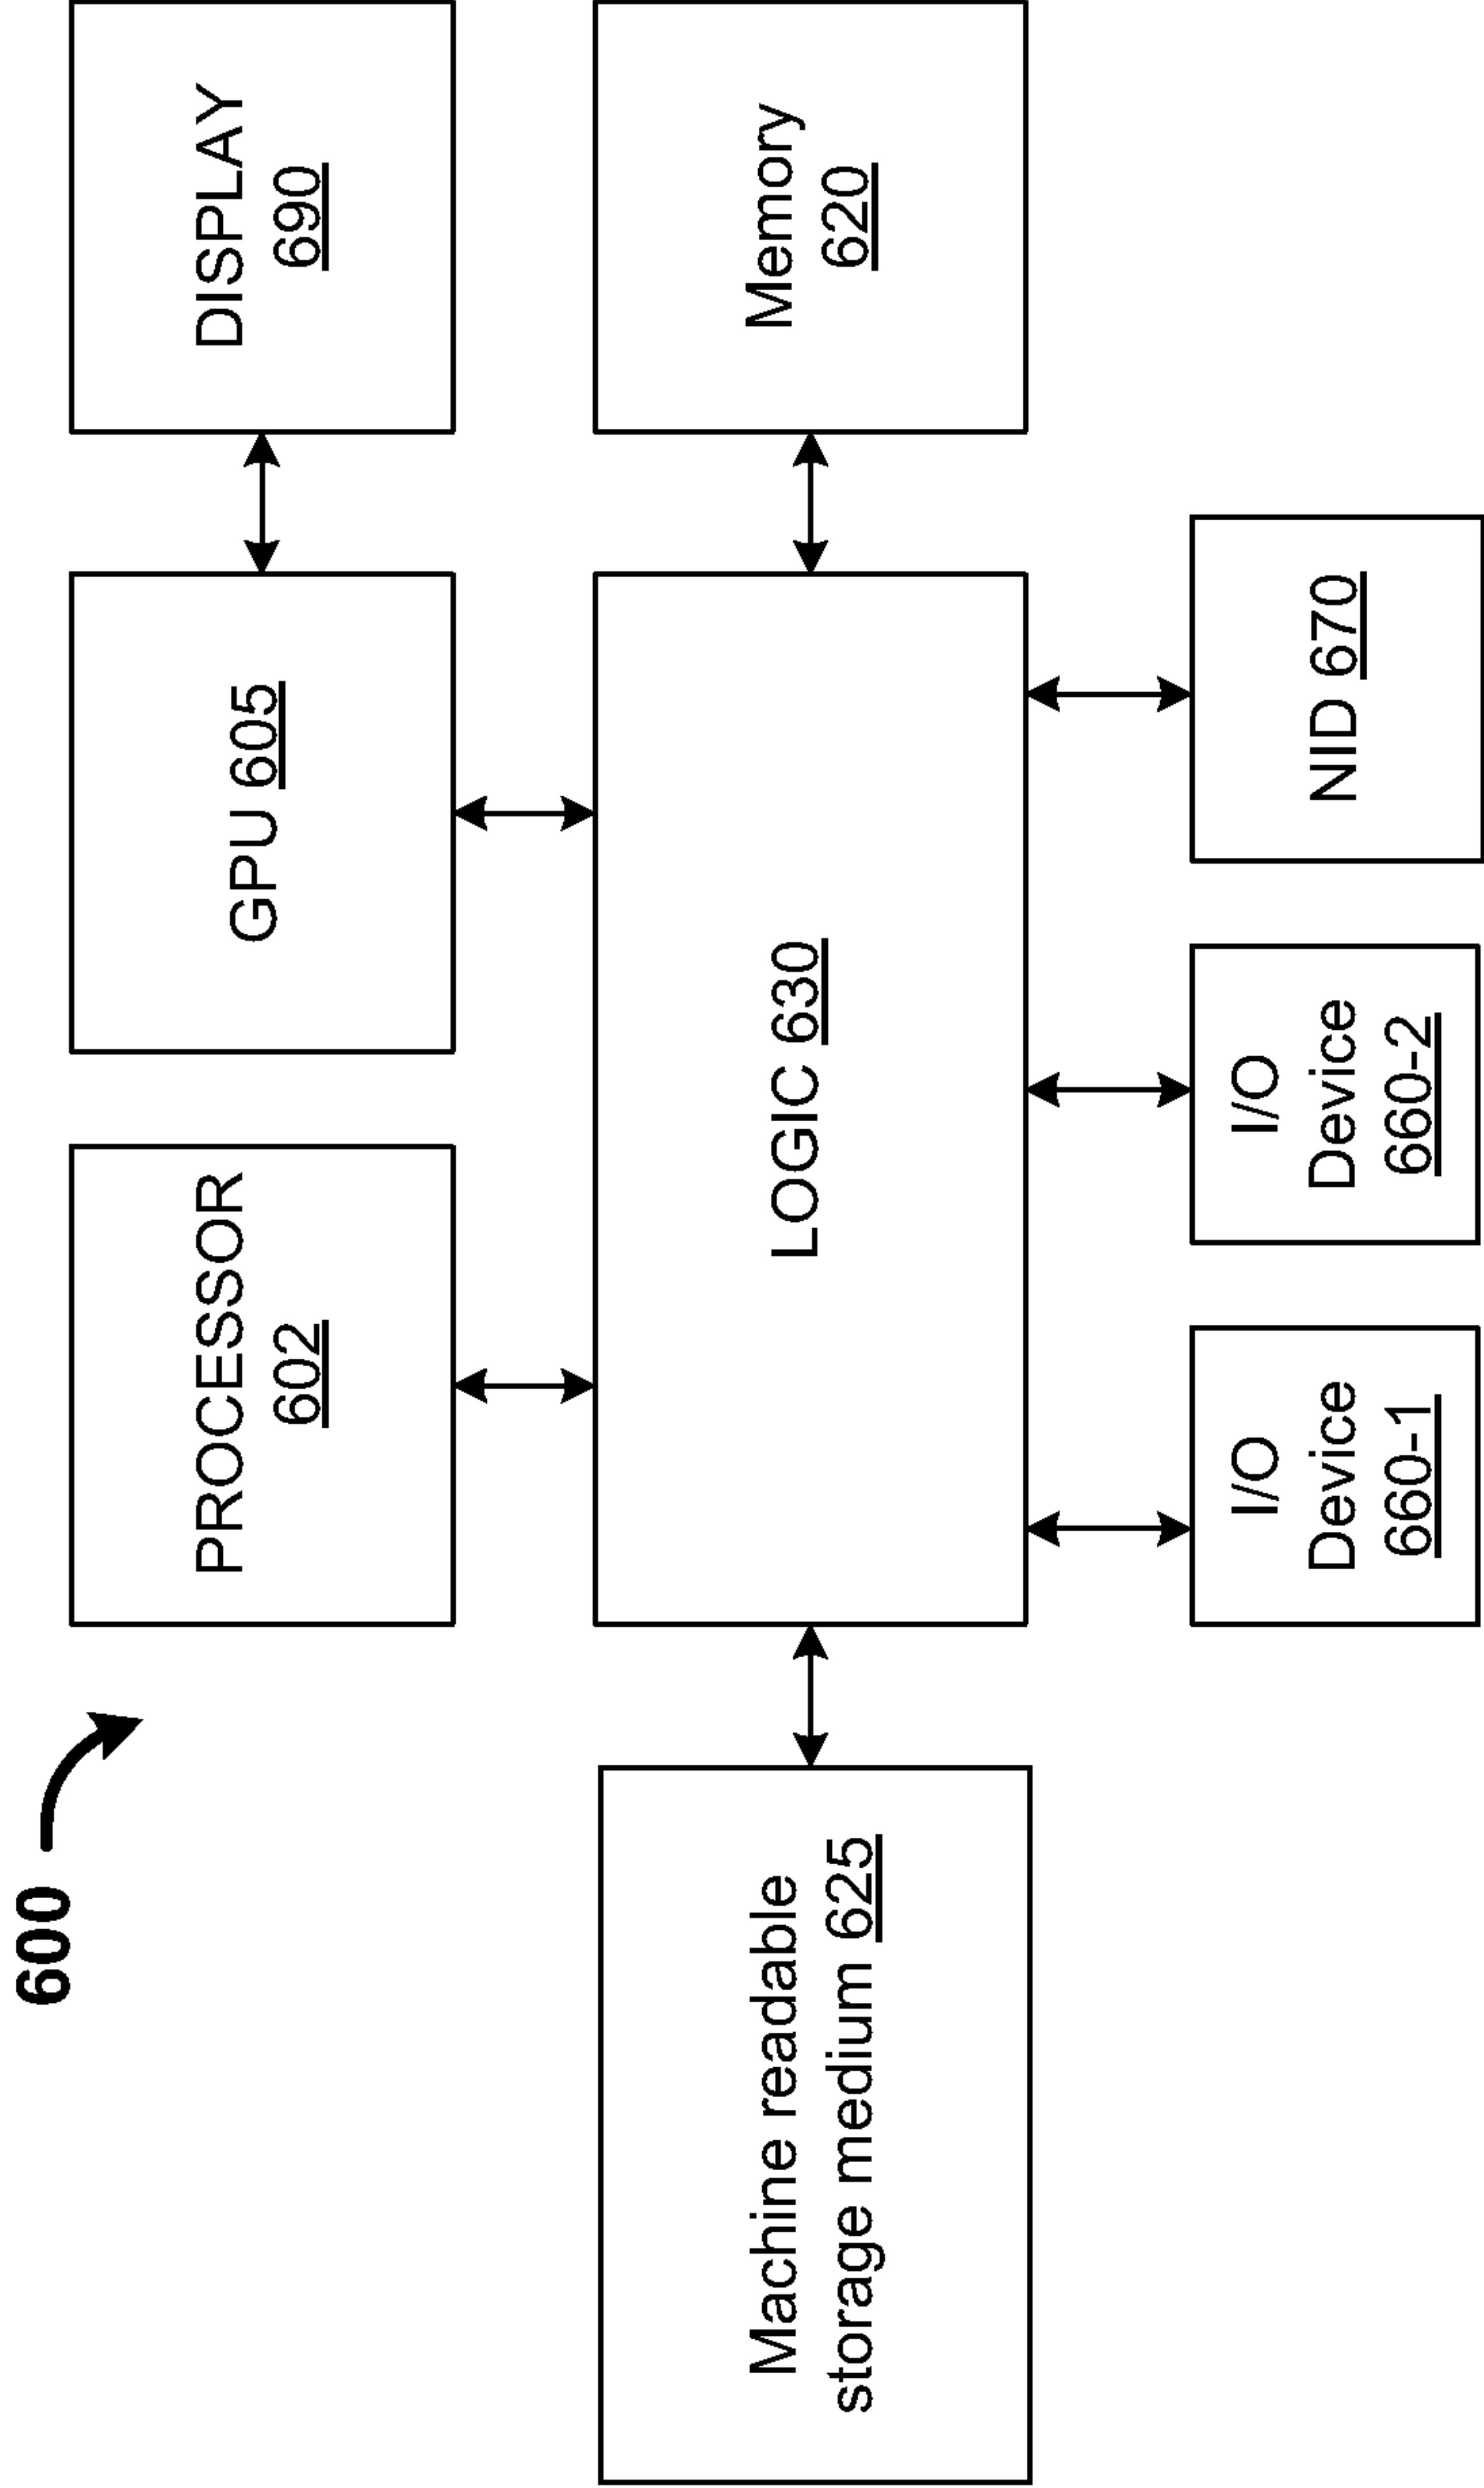 600
PROCESSOR
602
GPU 605
DISPLAY
690
Machine readable
storage medium 625
LOGIC 630
Memory
620
I/O
Device
660-1
I/O
Device
660-2
NID 670